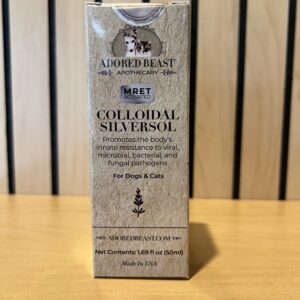 ADORED BEAST
APOTHECARY
MRET
ACTIVATED
COLLOIDAL
SILVERSOL
Promotes the body's
innate resistance to viral,
microbial, bacterial, and
fungal pathogens.
For Dogs & Cats
ADOREDBEAST.COM
Net Contents: 1.69 fl oz (50ml)
Made In USA